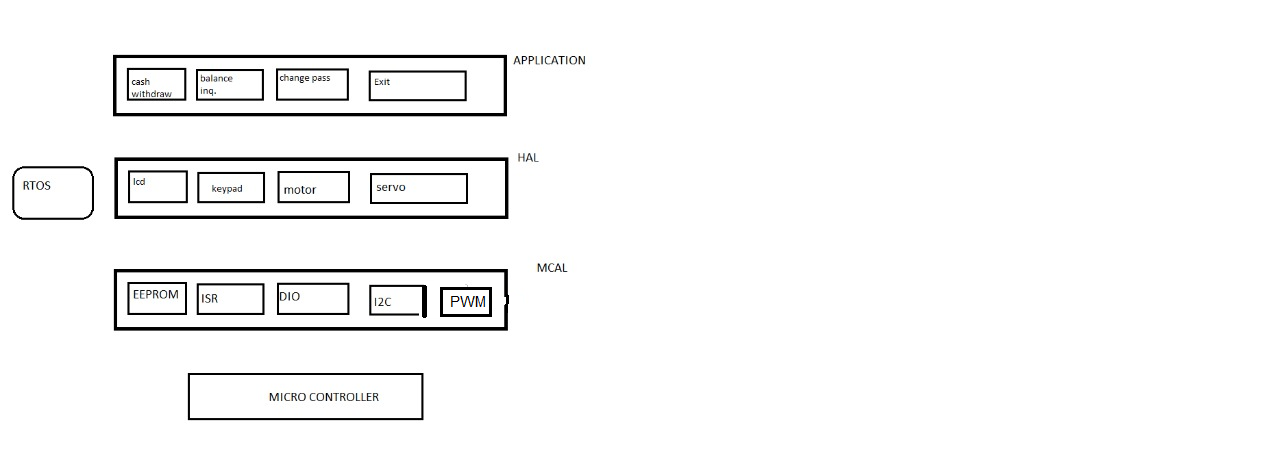 APPLICATION
cash
withdraw
balance
inq.
change pass
Exit
HAL
RTOS
lcd
keypad
motor
servo
MCAL
EEPROM
ISR
DIO
I2C
PWM
MICRO CONTROLLER